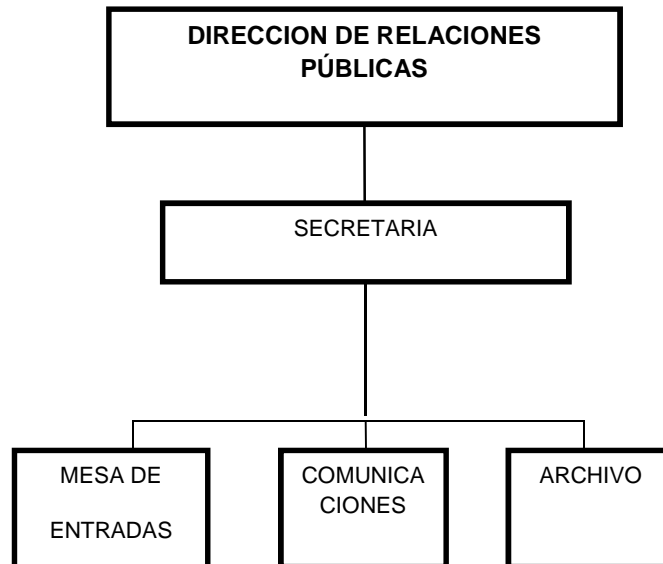 DIRECCION DE RELACIONES
PÚBLICAS
SECRETARIA
MESA DE
ENTRADAS
COMUNICA
CIONES
ARCHIVO